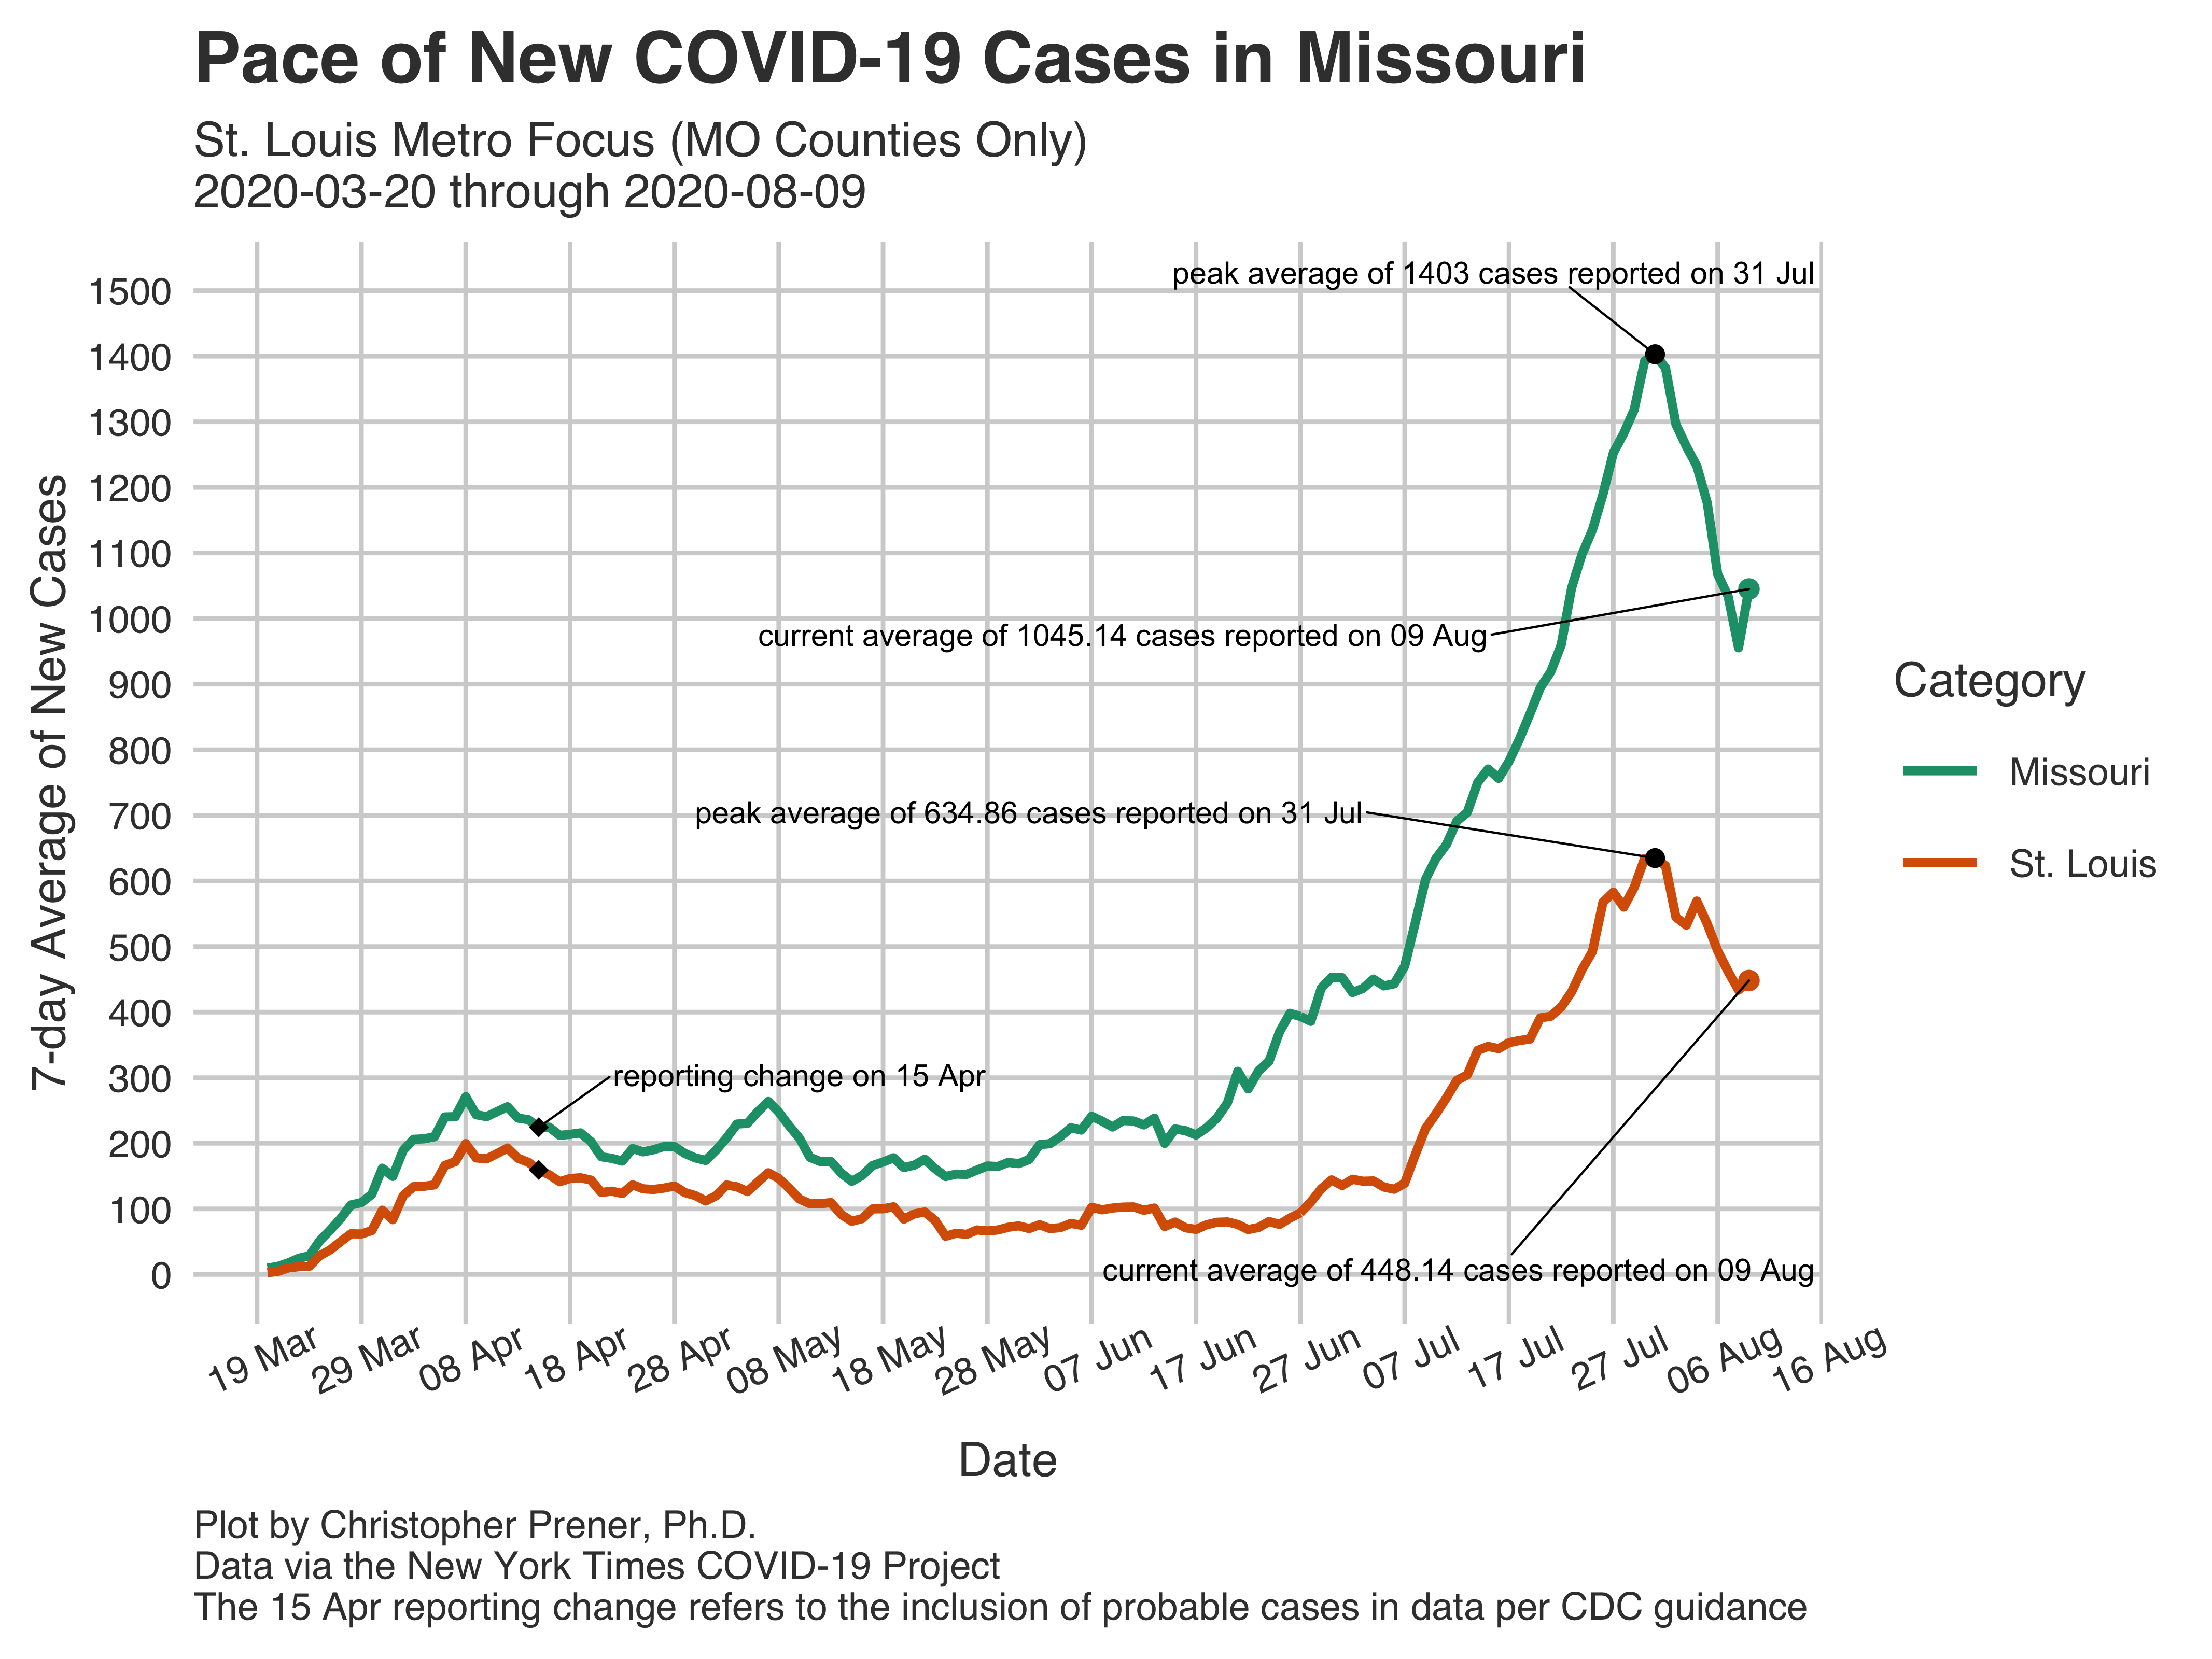 Pace of New COVID-19 Cases in Missouri
St. Louis Metro Focus (MO Counties Only)
2020-03-20 through 2020-08-09
7-day Average of New Cases
1500
1400
1300
1200
1100
1000
900
800
700
600
500
400
300
200
100
0
peak average of 1403 cases reported on 31 Jul
current average of 1045.14 cases reported on 09 Aug
peak average of 634.86 cases reported on 31 Jul
reporting change on 15 Apr
current average of 448.14 cases reported on 09 Aug
Category
Missouri
St. Louis
19 Mar
29 Mar
08 Apr
18 Apr
28 Apr
08 May
18 May
28 May
07 Jun
17 Jun
27 Jun
07 Jul
17 Jul
27 Jul
06 Aug
16 Aug
Date
Plot by Christopher Prener, Ph.D.
Data via the New York Times COVID-19 Project
The 15 Apr reporting change refers to the inclusion of probable cases in data per CDC guidance